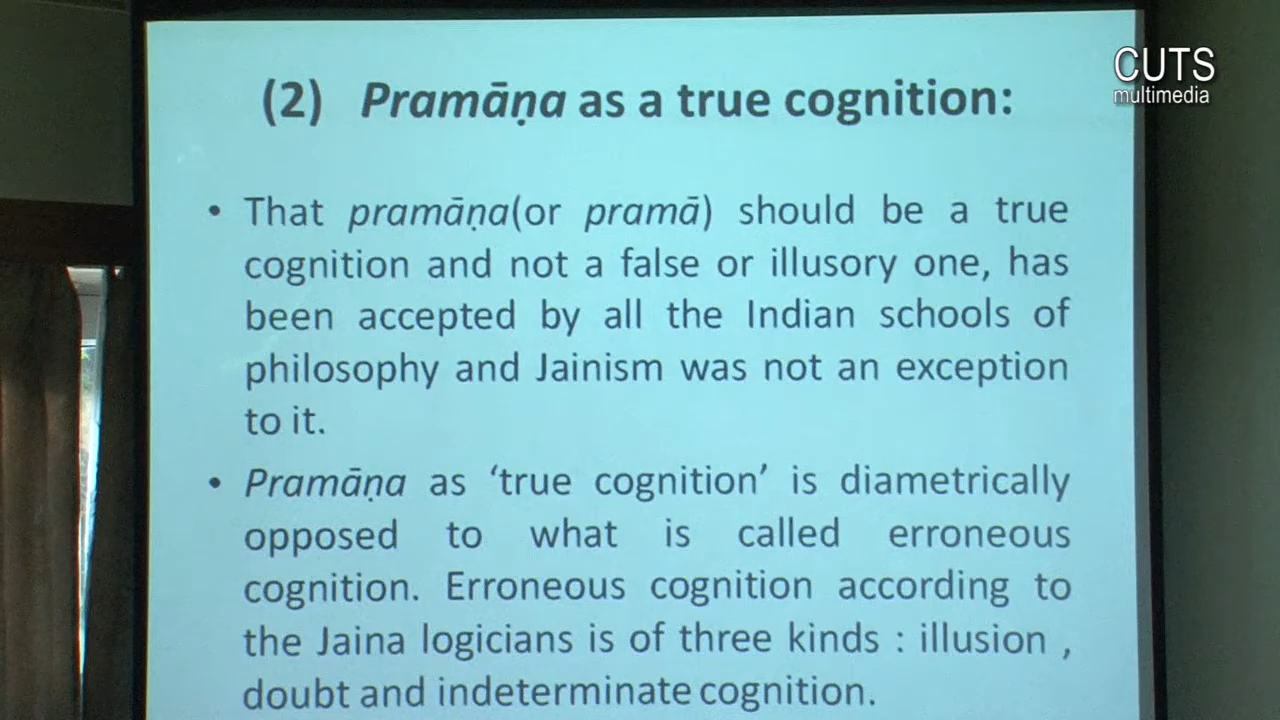 CUTS
multimedia
(2) Pramāṇa as a true cognition:
• That pramāṇa(or pramā) should be a true
cognition and not a false or illusory one, has
been accepted by all the Indian schools of
philosophy and Jainism was not an exception
to it.
• Pramāṇa as ‘true cognition’ is diametrically
opposed to what is called erroneous
cognition. Erroneous cognition according to
the Jaina logicians is of three kinds : illusion ,
doubt and indeterminate cognition.